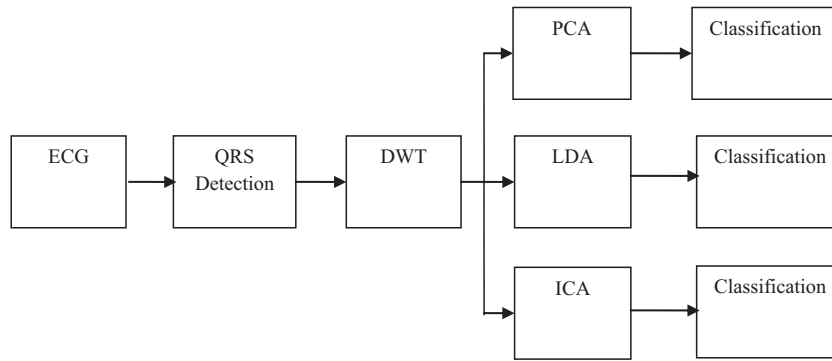 PCA
Classification
ECG
QRS
Detection
DWT
LDA
Classification
ICA
Classification